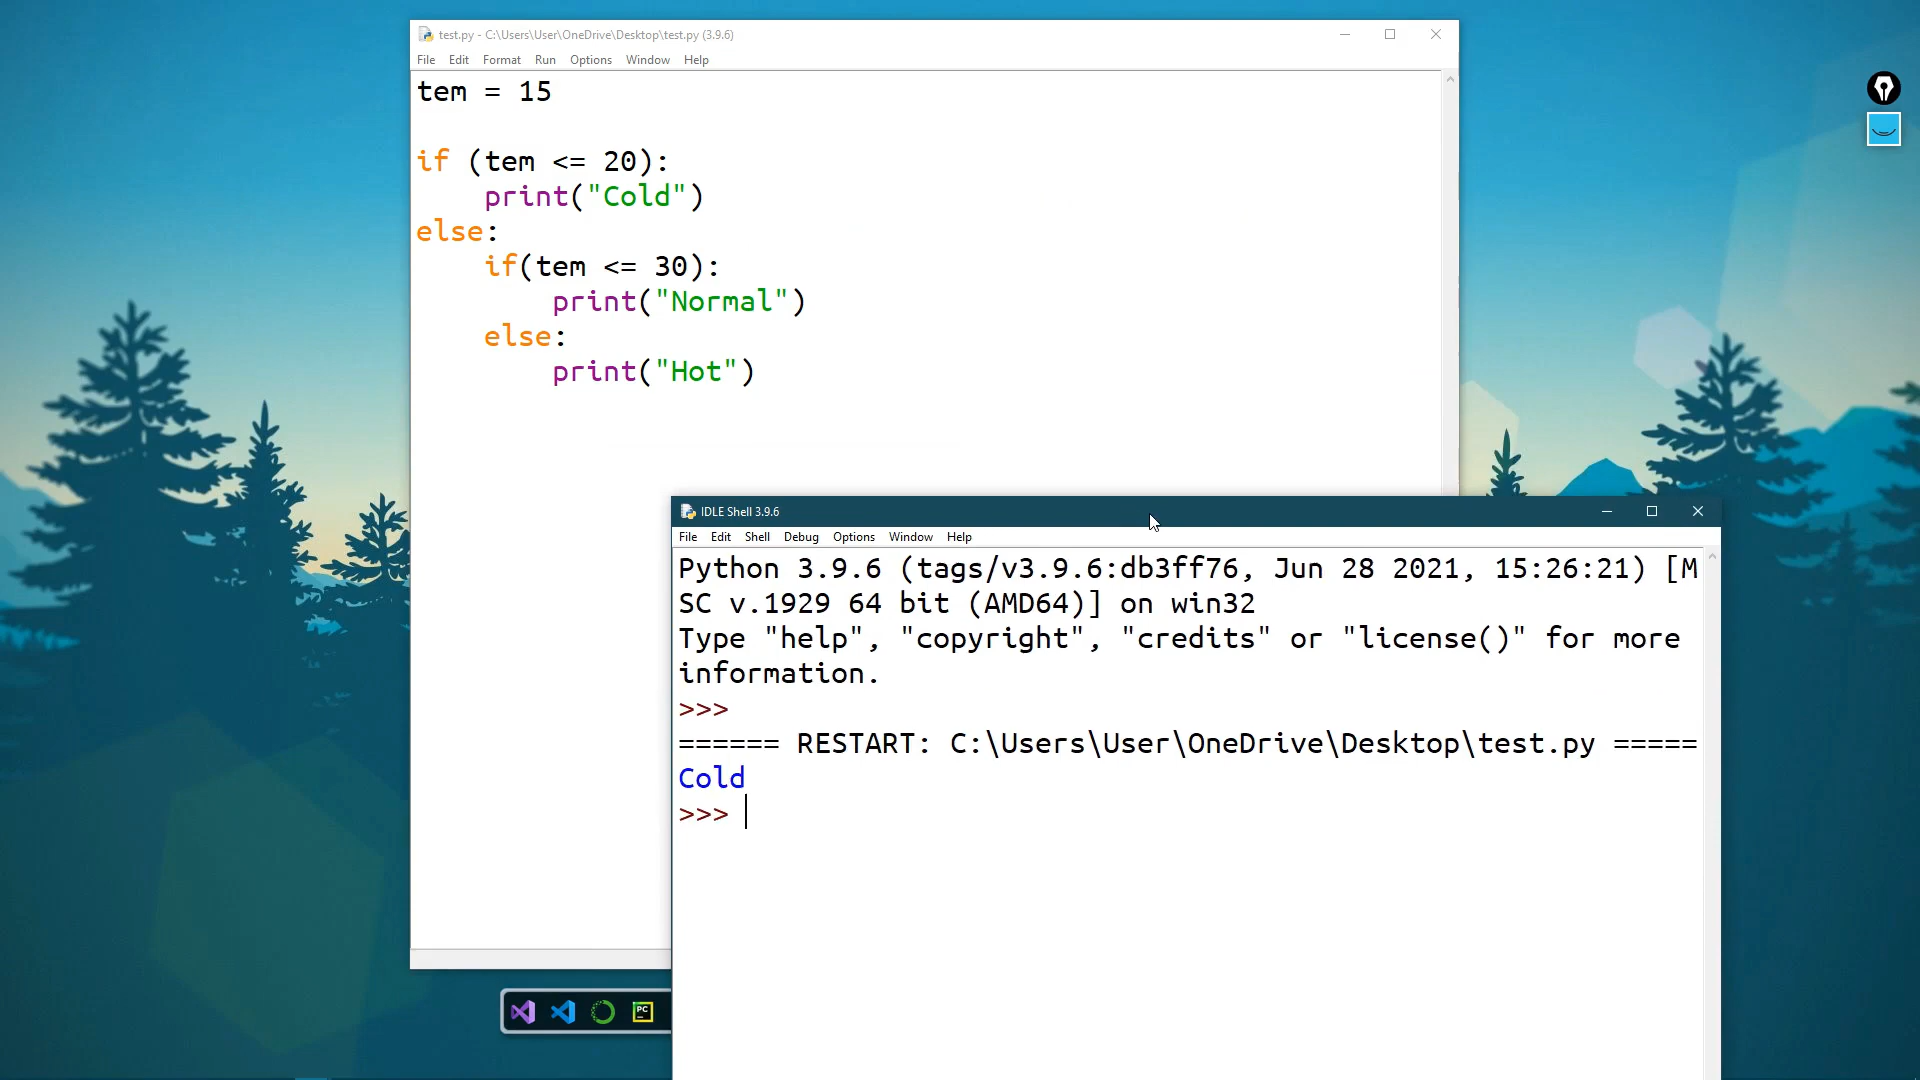 test.py - C:\Users\User\OneDrive\Desktop\test.py (3.9.6)
File Edit Format Run Options Window Help
tem = 15
if (tem <= 20):
    print("Cold")
else:
    if(tem <= 30):
        print("Normal")
    else:
        print("Hot")
IDLE Shell 3.9.6
File Edit Shell Debug Options Window Help
Python 3.9.6 (tags/v3.9.6:db3ff76, Jun 28 2021, 15:26:21) [M
SC v.1929 64 bit (AMD64)] on win32
Type "help", "copyright", "credits" or "license()" for more
information.
>>>
====== RESTART: C:\Users\User\OneDrive\Desktop\test.py =====
Cold
>>>
PC